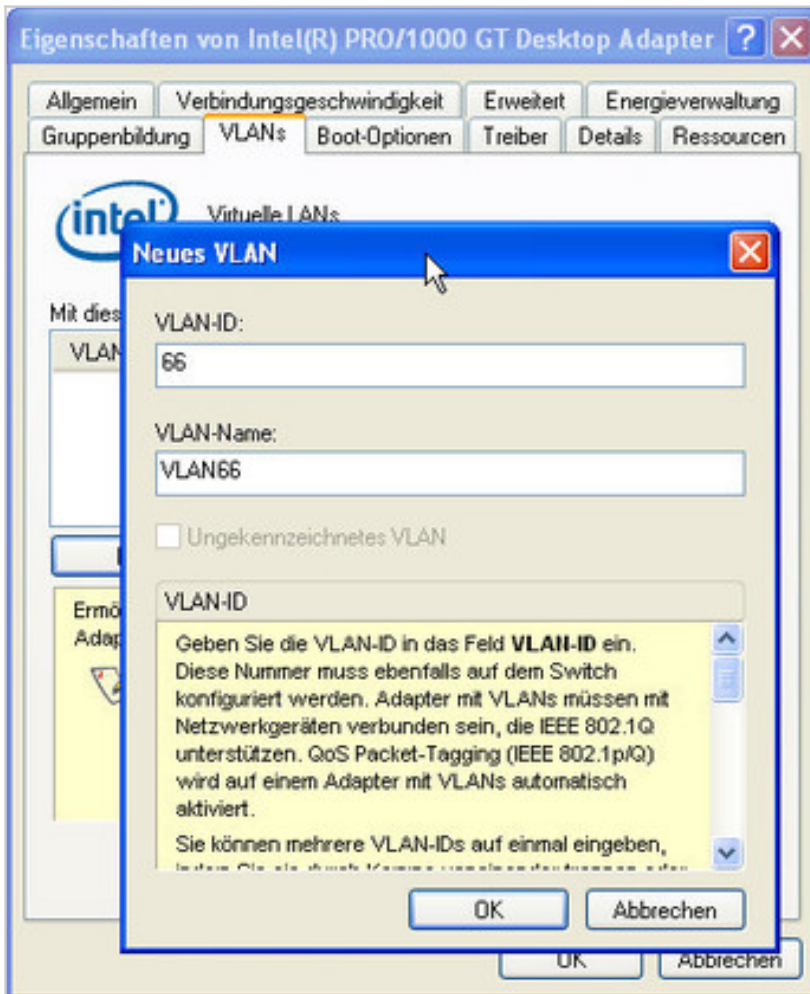 Eigenschaften von Intel(R) PRO/1000 GT Desktop Adapter
Allgemein Verbindungsgeschwindigkeit Erweitert Energieverwaltung
Gruppenbildung VLANs Boot-Optionen Treiber Details Ressourcen
intel Virtuelle LANs
Neues VLAN
Mit dies
VLAN
VLAN-ID:
66
VLAN-Name:
VLAN66
Ungekennzeichnetes VLAN
Ermö
Adap
VLAN-ID
Geben Sie die VLAN-ID in das Feld VLAN-ID ein.
Diese Nummer muss ebenfalls auf dem Switch
konfiguriert werden. Adapter mit VLANs müssen mit
Netzwerkgeräten verbunden sein, die IEEE 802.1Q
unterstützen. QoS Packet-Tagging (IEEE 802.1p/Q)
wird auf einem Adapter mit VLANs automatisch
aktiviert.
Sie können mehrere VLAN-IDs auf einmal eingeben,
OK Abbrechen
OK Abbrechen